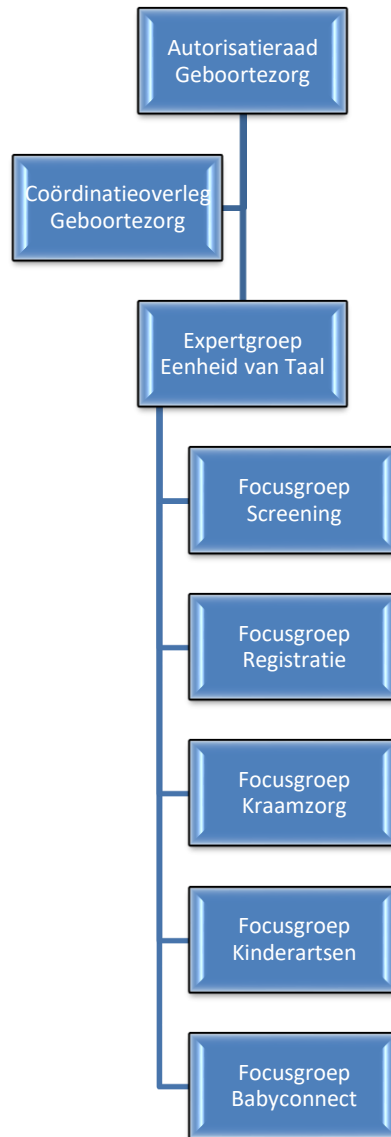 Autorisatieraad
Geboortezorg
Coördinatieoverleg
Geboortezorg
Expertgroep
Eenheid van Taal
Focusgroep
Screening
Focusgroep
Registratie
Focusgroep
Kraamzorg
Focusgroep
Kinderartsen
Focusgroep
Babyconnect